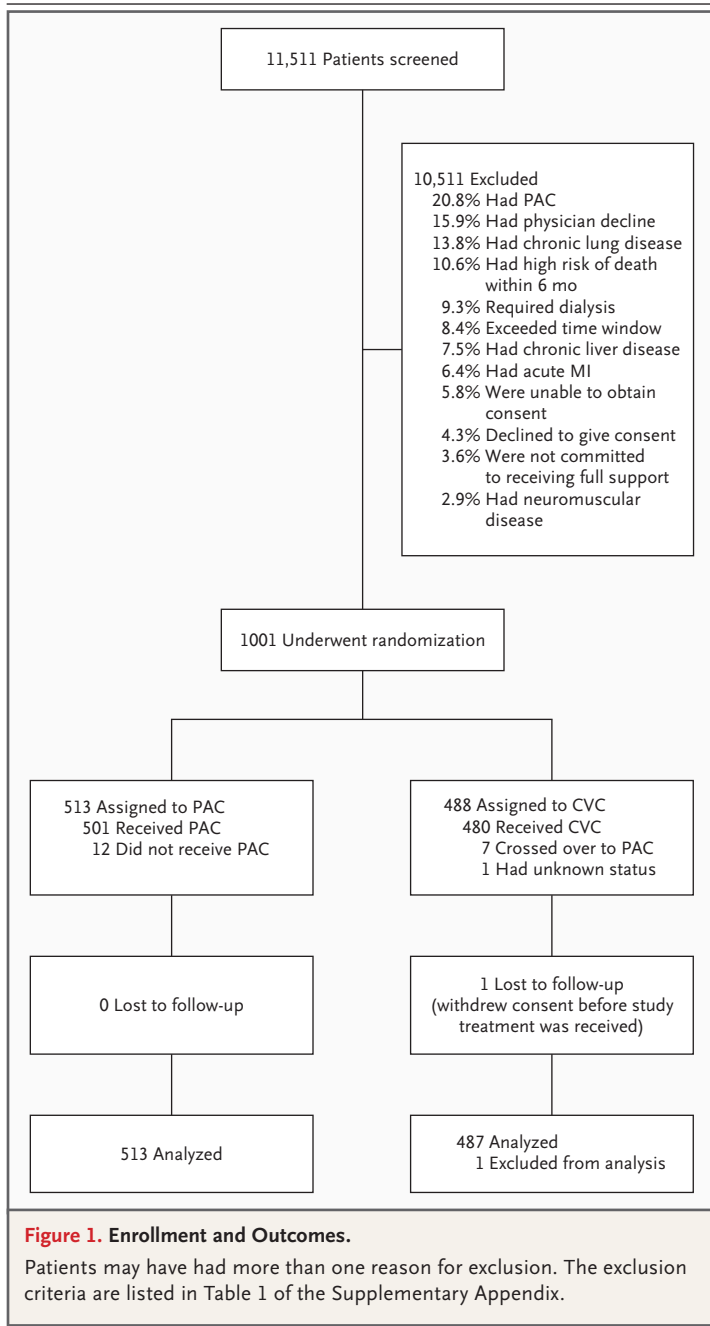 11,511 Patients screened
10,511 Excluded
20.8% Had PAC
15.9% Had physician decline
13.8% Had chronic lung disease
10.6% Had high risk of death
within 6 mo
9.3% Required dialysis
8.4% Exceeded time window
7.5% Had chronic liver disease
6.4% Had acute MI
5.8% Were unable to obtain
consent
4.3% Declined to give consent
3.6% Were not committed
to receiving full support
2.9% Had neuromuscular
disease
1001 Underwent randomization
513 Assigned to PAC
501 Received PAC
12 Did not receive PAC
488 Assigned to CVC
480 Received CVC
7 Crossed over to PAC
1 Had unknown status
0 Lost to follow-up
1 Lost to follow-up
(withdrew consent before study
treatment was received)
513 Analyzed
487 Analyzed
1 Excluded from analysis
Figure 1. Enrollment and Outcomes.
Patients may have had more than one reason for exclusion. The exclusion
criteria are listed in Table 1 of the Supplementary Appendix.